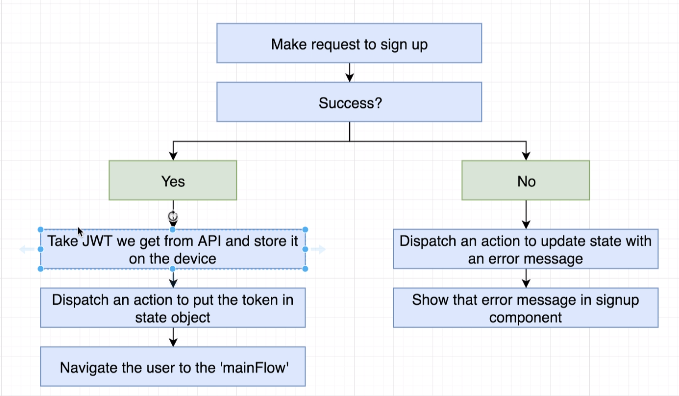 Make request to sign up
Success?
Yes
No
Take JWT we get from API and store it
on the device
Dispatch an action to update state with
an error message
Dispatch an action to put the token in
state object
Show that error message in signup
component
Navigate the user to the 'mainFlow'